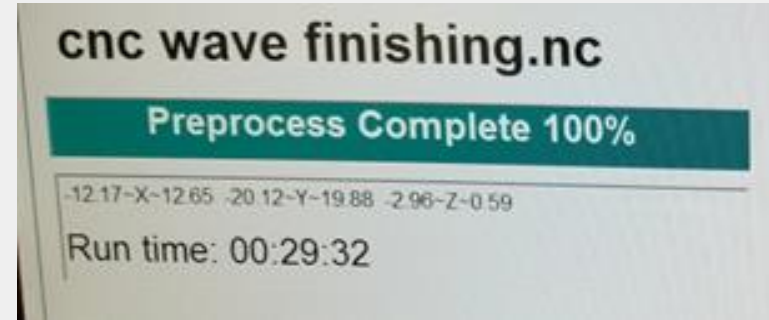 cnc wave finishing.nc
Preprocess Complete 100%
-12.17~X~12.65 -20.12~Y~19.88 -2.96~Z~0.59
Run time: 00:29:32